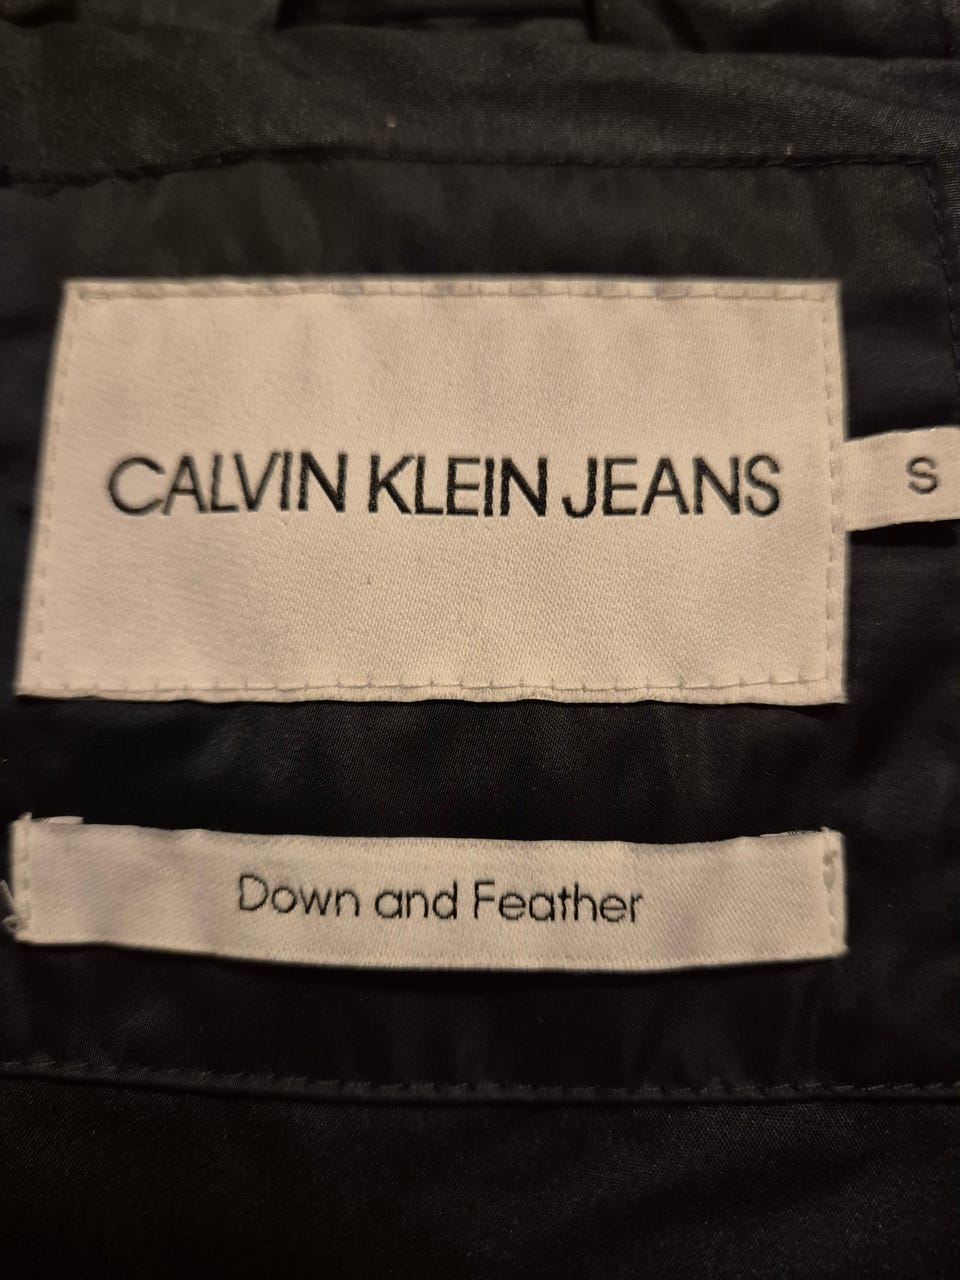 CALVIN KLEIN JEANS
S
Down and Feather